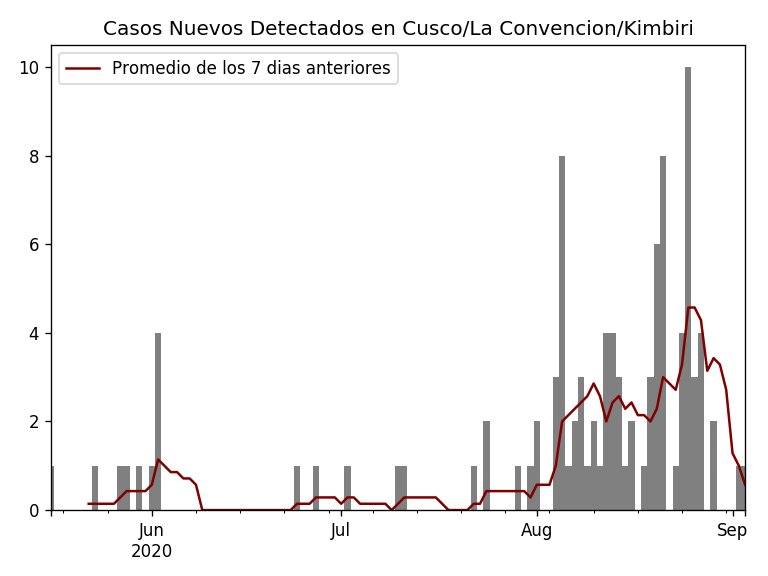 Casos Nuevos Detectados en Cusco/La Convencion/Kimbiri
Promedio de los 7 dias anteriores
10
8
6
4
2
0
Jun Jul Aug Sep
2020